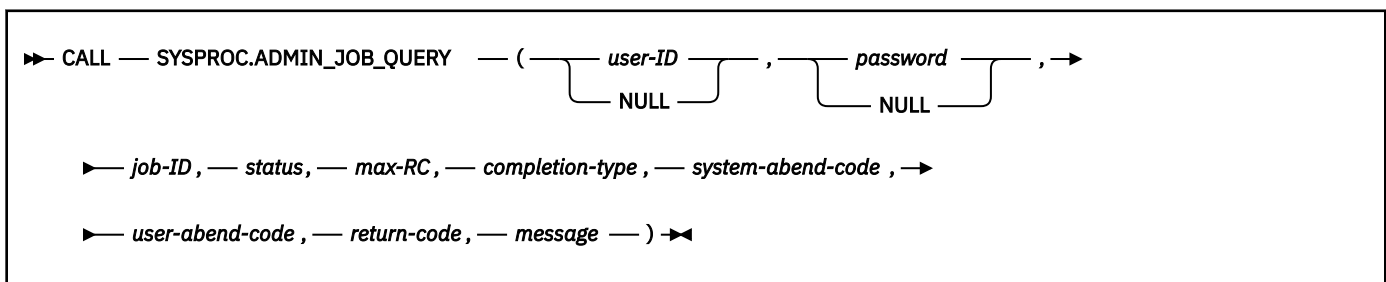 CALL SYSPROC.ADMIN_JOB_QUERY ( user-ID , password ,
NULL NULL
job-ID , status , max-RC , completion-type , system-abend-code ,
user-abend-code , return-code , message )